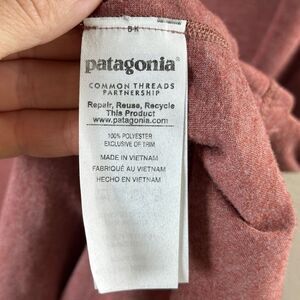 patagonia®
COMMON THREADS
PARTNERSHIP
Repair, Reuse, Recycle
This Product
www.patagonia.com
100% POLYESTER
EXCLUSIVE OF TRIM
MADE IN VIETNAM
FABRIQUÉ AU VIETNAM
HECHO EN VIETNAM